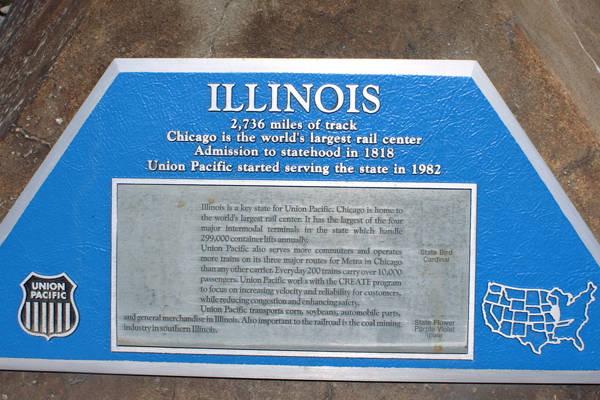 ILLINOIS
2,736 miles of track
Chicago is the world's largest rail center
Admission to statehood in 1818
Union Pacific started serving the state in 1982
Illinois is a key state for Union Pacific. Chicago is home to
the world's largest rail center. It has the largest of the four
major intermodal terminals in the state which handle
299,000 container lifts annually.
Union Pacific also serves more commuters and operates
more trains on its three major routes for Metra in Chicago
than any other carrier. Everyday 200 trains carry over 10,000
passengers. Union Pacific works with the CREATE program
to focus on increasing velocity and reliability for customers,
while reducing congestion and enhancing safety.
Union Pacific transports corn, soybeans, automobile parts,
and general merchandise in Illinois. Also important to the railroad is the coal mining
industry in southern Illinois.
State Bird
Cardinal
State Flower
Purple Violet
UNION
PACIFIC